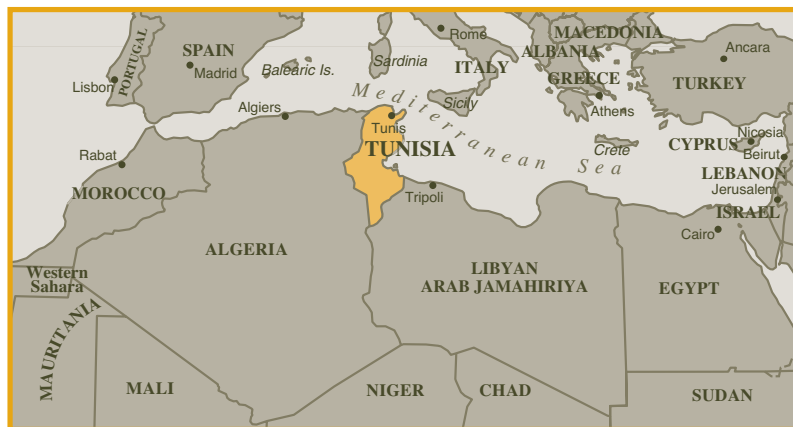 MACEDONIA
Rome
SPAIN
PORTUGAL
ALBANIA
Ancara
Sardinia
ITALY
Madrid
Balearic Is.
GREECE
TURKEY
Lisbon
Mediterranean Sea
Sicily
Algiers
Athens
Tunis
Nicosia
TUNISIA
CYPRUS
Crete
Beirut
Rabat
LEBANON
MOROCCO
Tripoli
Jerusalem
ISRAEL
Cairo
ALGERIA
LIBYAN
ARAB JAMAHIRIYA
Western
Sahara
EGYPT
MAURITANIA
MALI
NIGER
CHAD
SUDAN